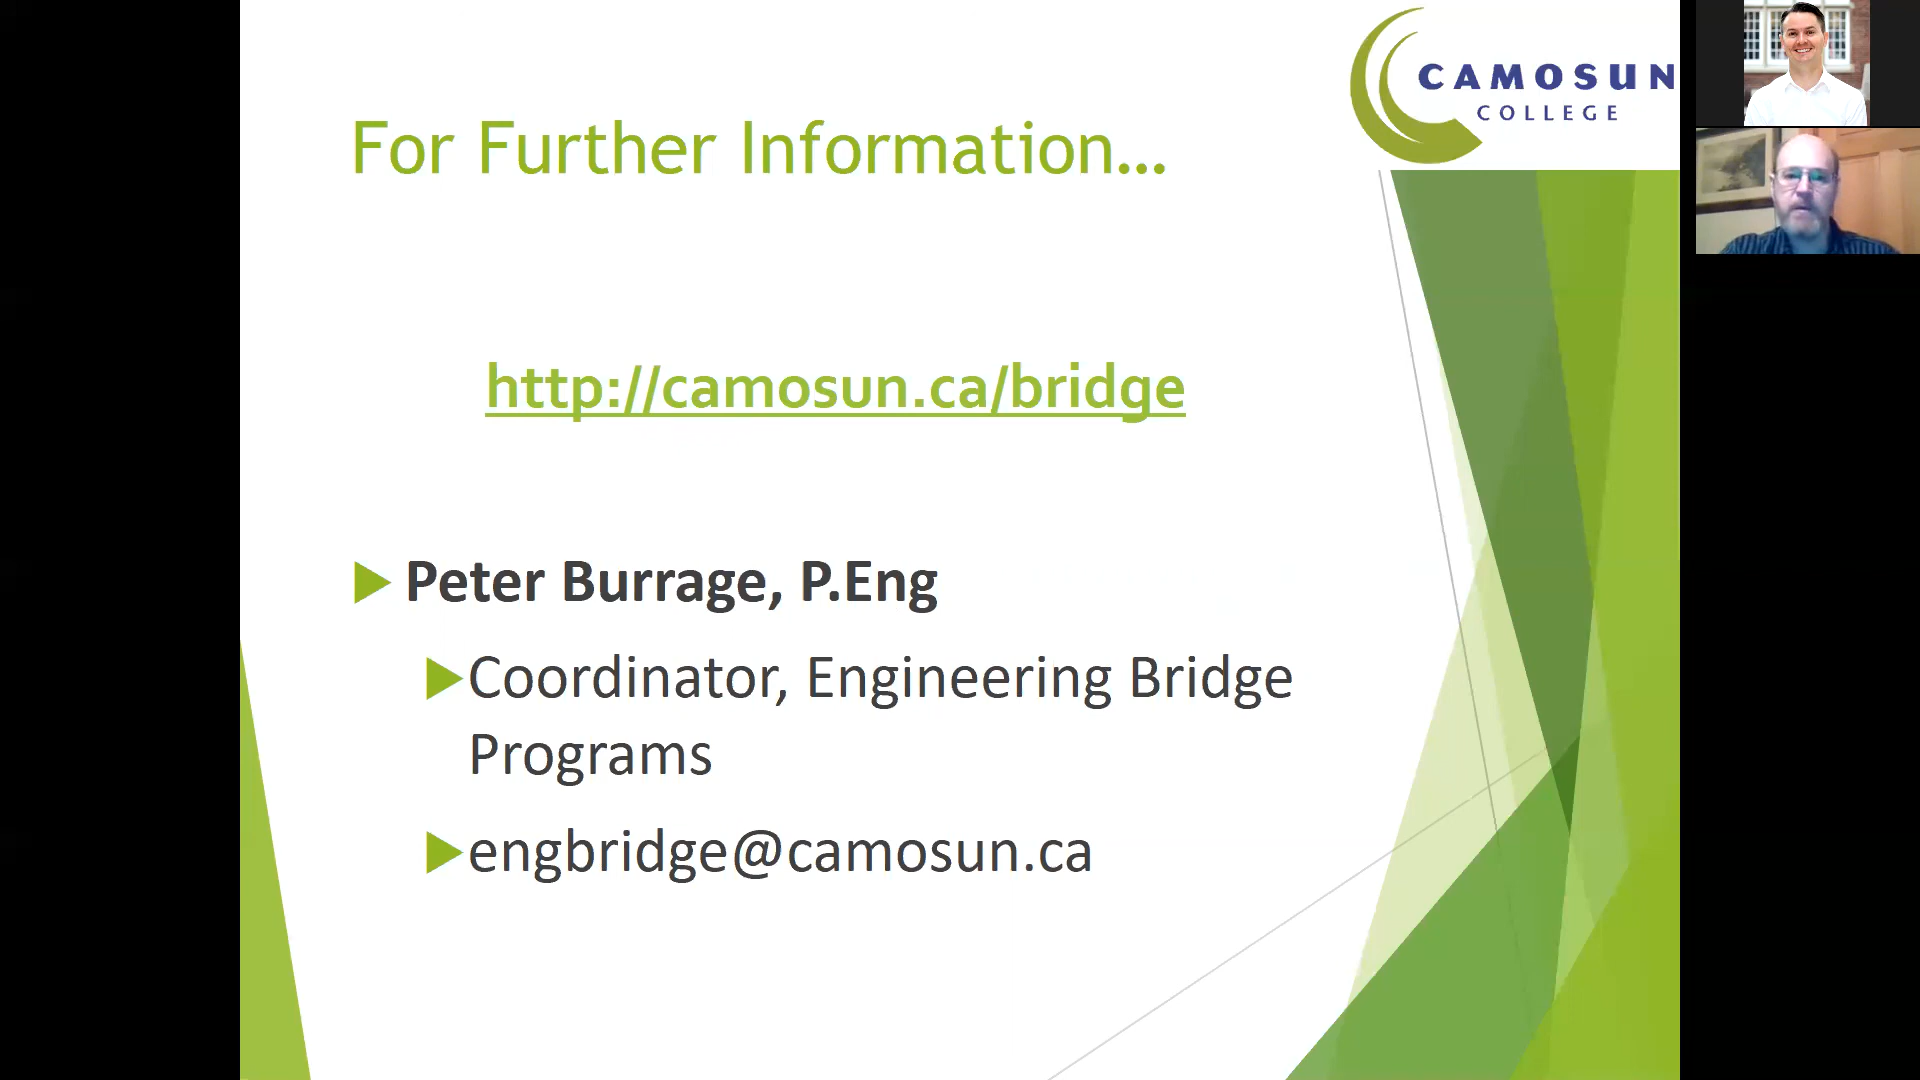 CAMOSUN
COLLEGE
For Further Information...
http://camosun.ca/bridge
Peter Burrage, P.Eng
Coordinator, Engineering Bridge
Programs
engbridge@camosun.ca